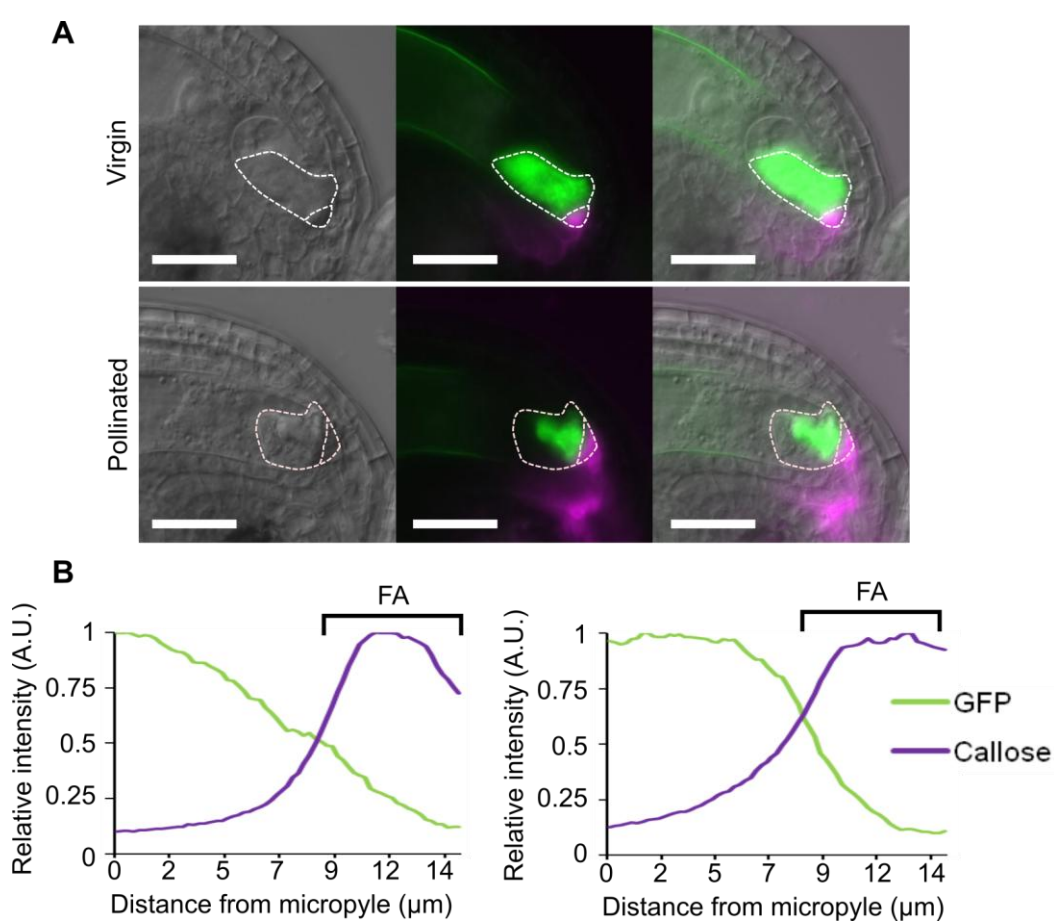 A
Virgin
Pollinated
B
FA
Relative intensity (A.U.)
1
0.75
0.5
0.25
0
0 2 5 7 9 12 14
Distance from micropyle (µm)
FA
Relative intensity (A.U.)
1
0.75
0.5
0.25
0
0 2 5 7 9 12 14
Distance from micropyle (µm)
GFP
Callose